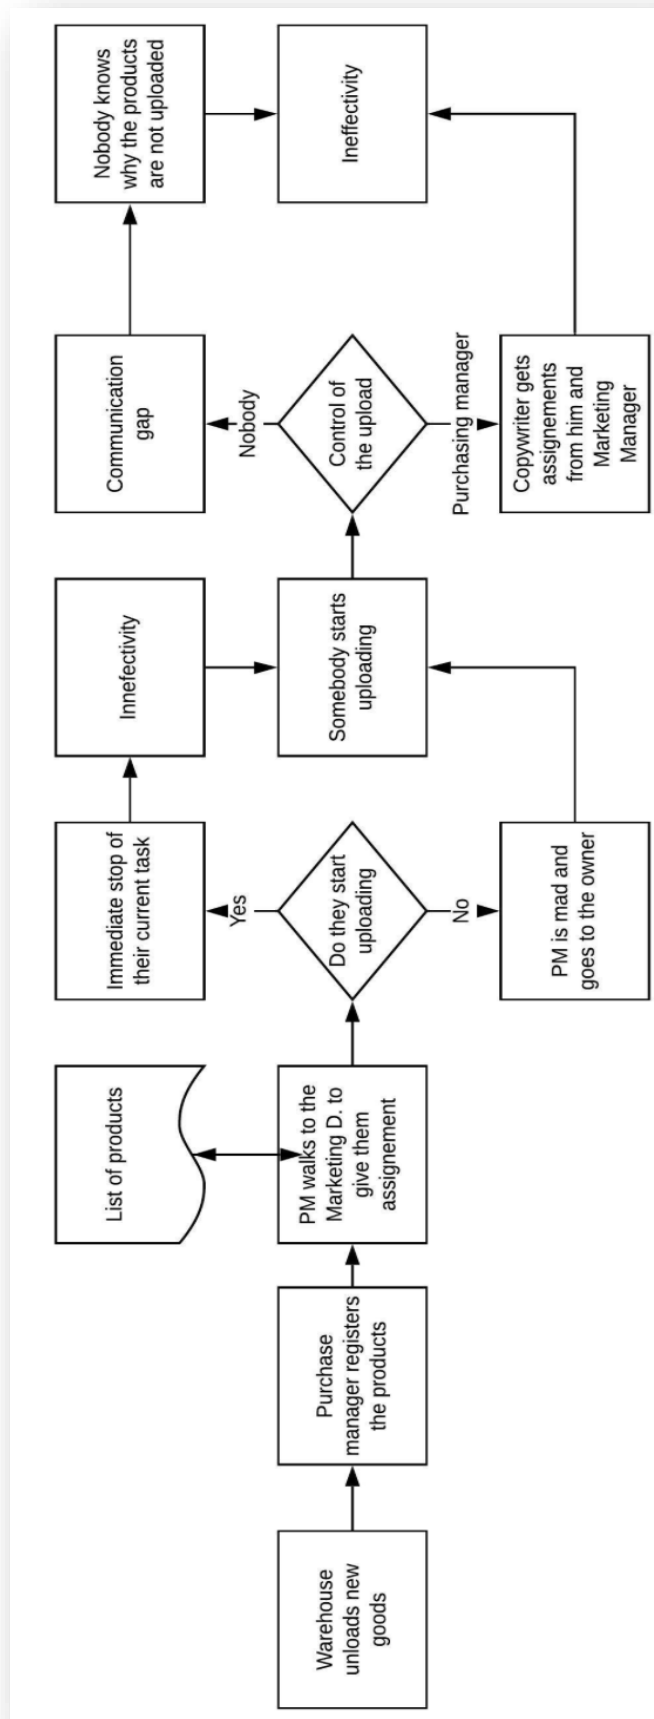 Warehouse
unloads new
goods
Purchase
manager registers
the products
List of products
PM walks to the
Marketing D. to
give them
assignement
Do they start
uploading
Yes
Immediate stop of
their current task
Innefectivity
No
PM is mad and
goes to the owner
Somebody starts
uploading
Control of
the upload
Nobody
Communication
gap
Nobody knows
why the products
are not uploaded
Purchasing manager
Copywriter gets
assignements
from him and
Marketing
Manager
Ineffectivity